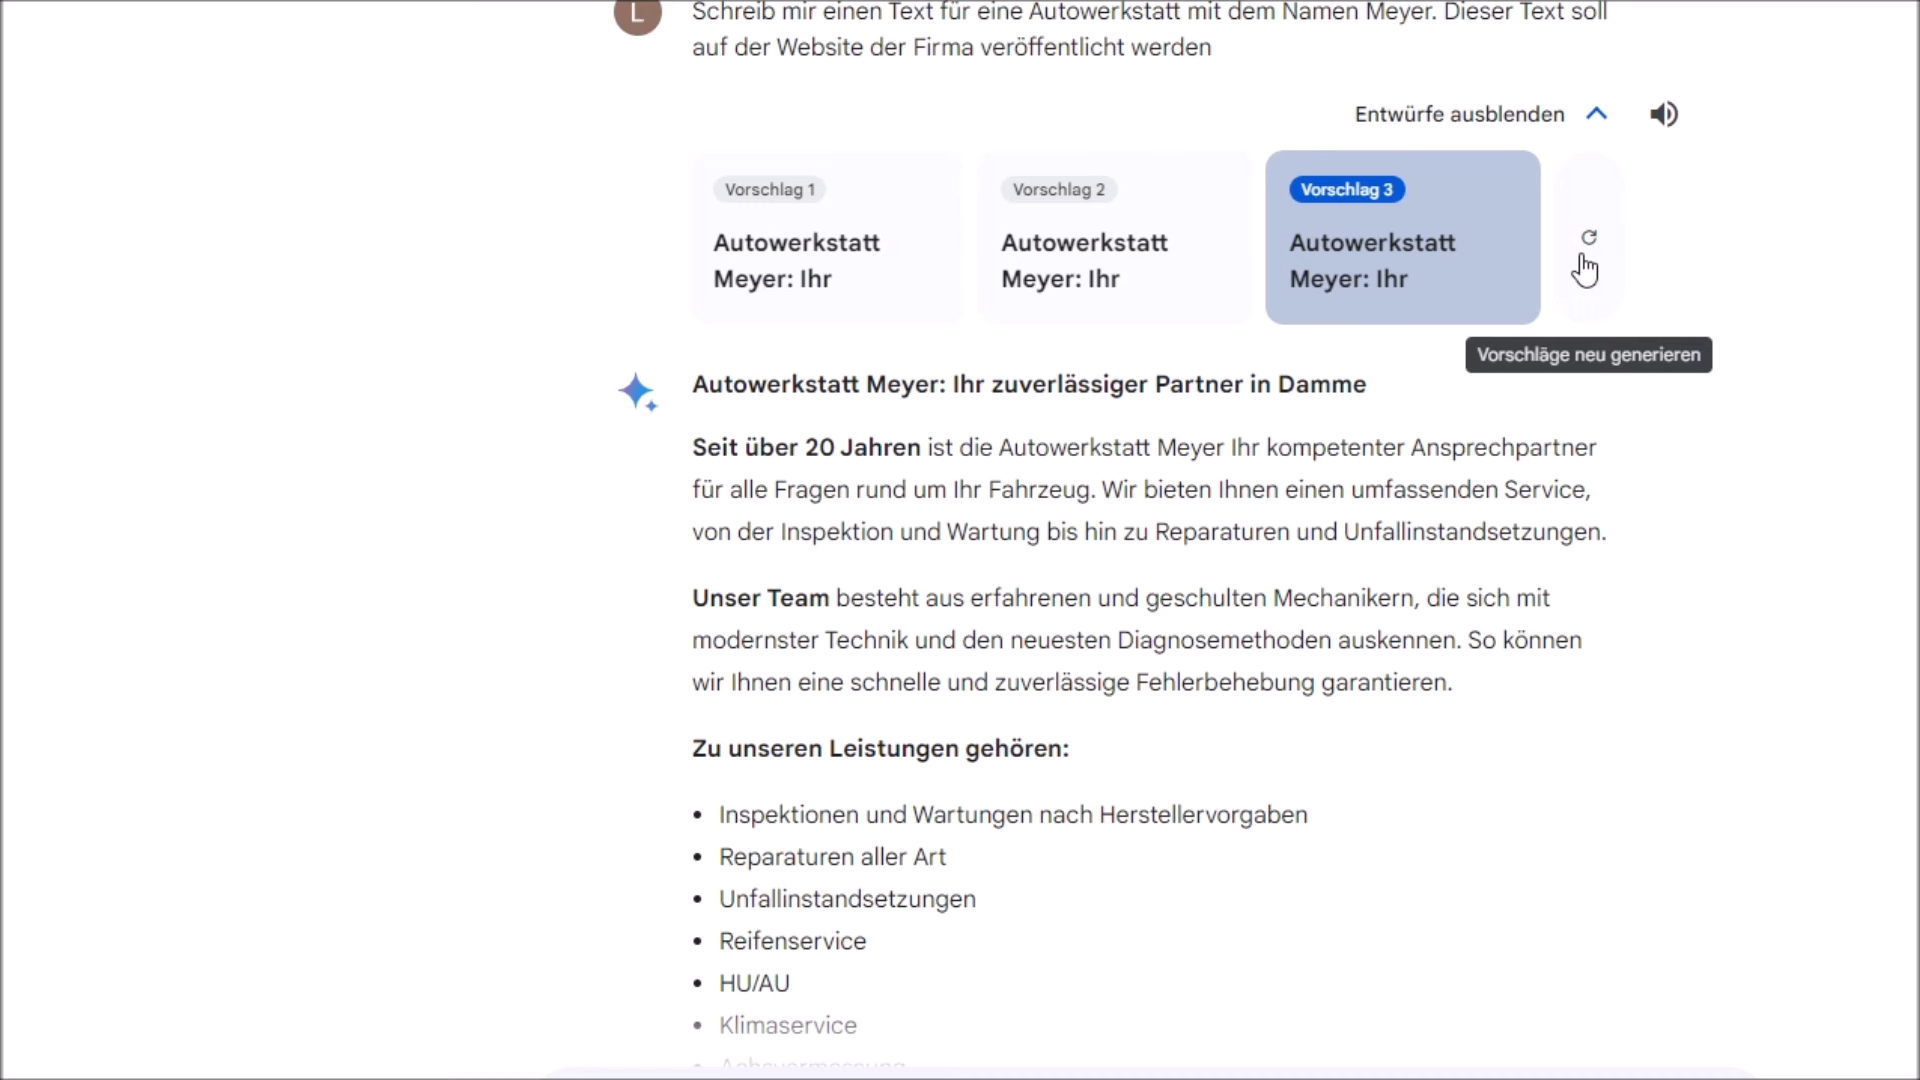 L
Schreib mir einen Text für eine Autowerkstatt mit dem Namen Meyer. Dieser Text soll
auf der Website der Firma veröffentlicht werden
Entwürfe ausblenden
Vorschlag 1
Autowerkstatt
Meyer: Ihr
Vorschlag 2
Autowerkstatt
Meyer: Ihr
Vorschlag 3
Autowerkstatt
Meyer: Ihr
Vorschläge neu generieren
Autowerkstatt Meyer: Ihr zuverlässiger Partner in Damme
Seit über 20 Jahren ist die Autowerkstatt Meyer Ihr kompetenter Ansprechpartner
für alle Fragen rund um Ihr Fahrzeug. Wir bieten Ihnen einen umfassenden Service,
von der Inspektion und Wartung bis hin zu Reparaturen und Unfallinstandsetzungen.
Unser Team besteht aus erfahrenen und geschulten Mechanikern, die sich mit
modernster Technik und den neuesten Diagnosemethoden auskennen. So können
wir Ihnen eine schnelle und zuverlässige Fehlerbehebung garantieren.
Zu unseren Leistungen gehören:
• Inspektionen und Wartungen nach Herstellervorgaben
• Reparaturen aller Art
• Unfallinstandsetzungen
• Reifenservice
• HU/AU
• Klimaservice